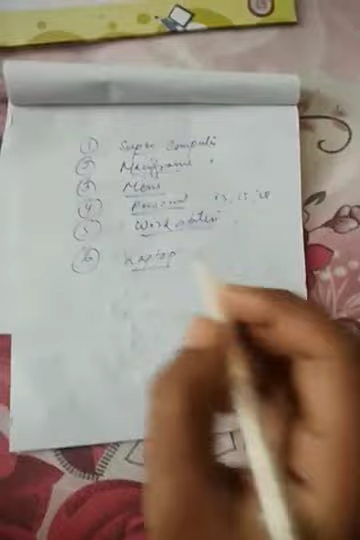 ① Super Computer
② Mainframe "
③ Mini
④ Personal
⑤ Workstation
⑥ Laptop